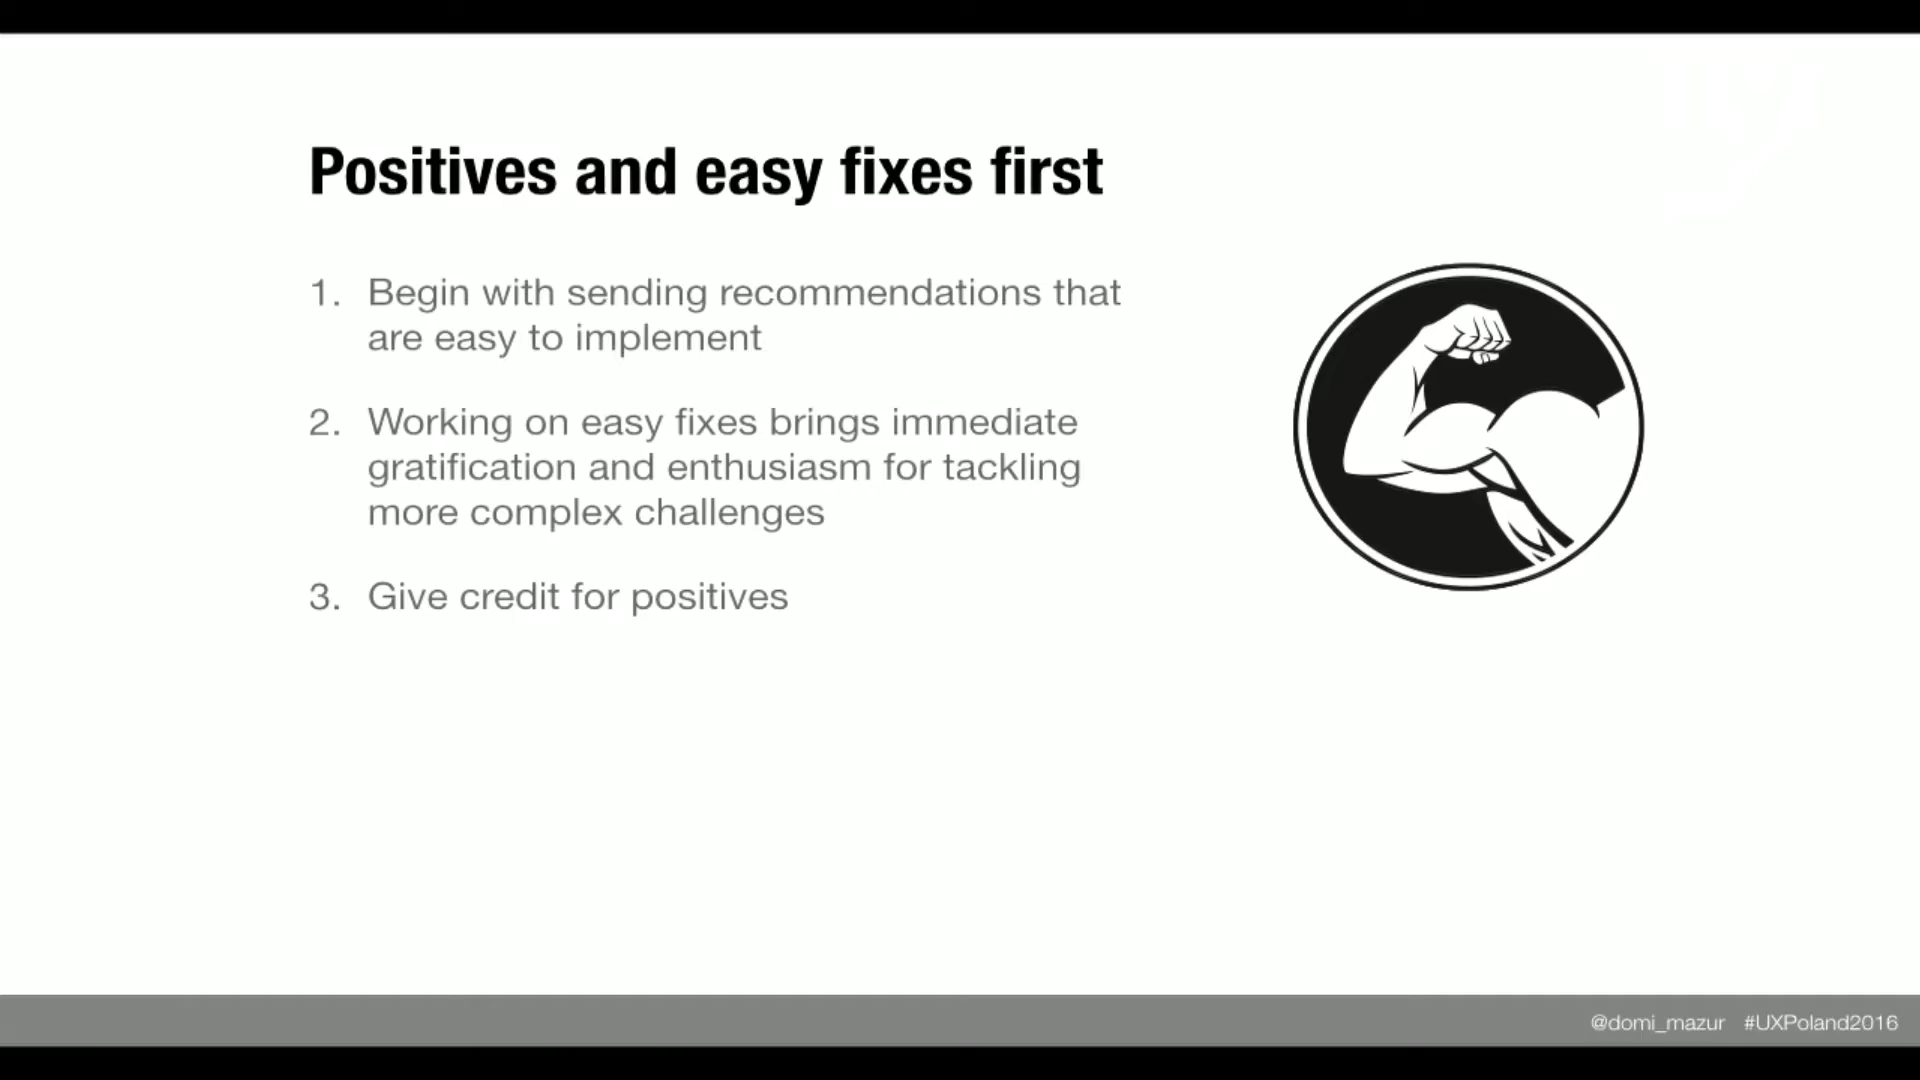 Positives and easy fixes first
1. Begin with sending recommendations that
are easy to implement
2. Working on easy fixes brings immediate
gratification and enthusiasm for tackling
more complex challenges
3. Give credit for positives
@domi_mazur #UXPoland2016